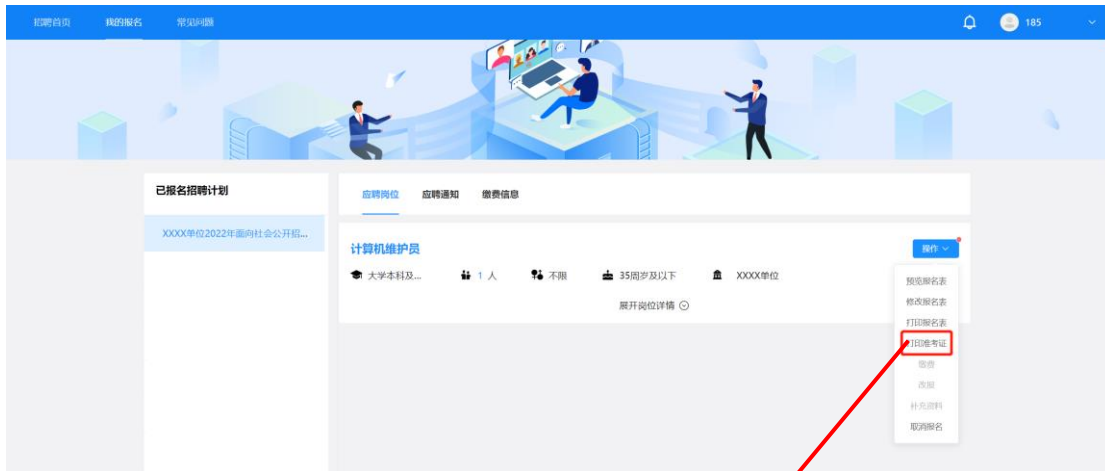 招聘首页 我的报名 常见问题 185
已报名招聘计划
应聘岗位 应聘通知 缴费信息
XXXX单位2022年面向社会公开招...
计算机维护员
操作
大学本科及... 1 人 不限 35周岁及以下 XXXX单位
展开岗位详情
预览报名表
修改报名表
打印报名表
打印准考证
缴费
改报
补充资料
取消报名